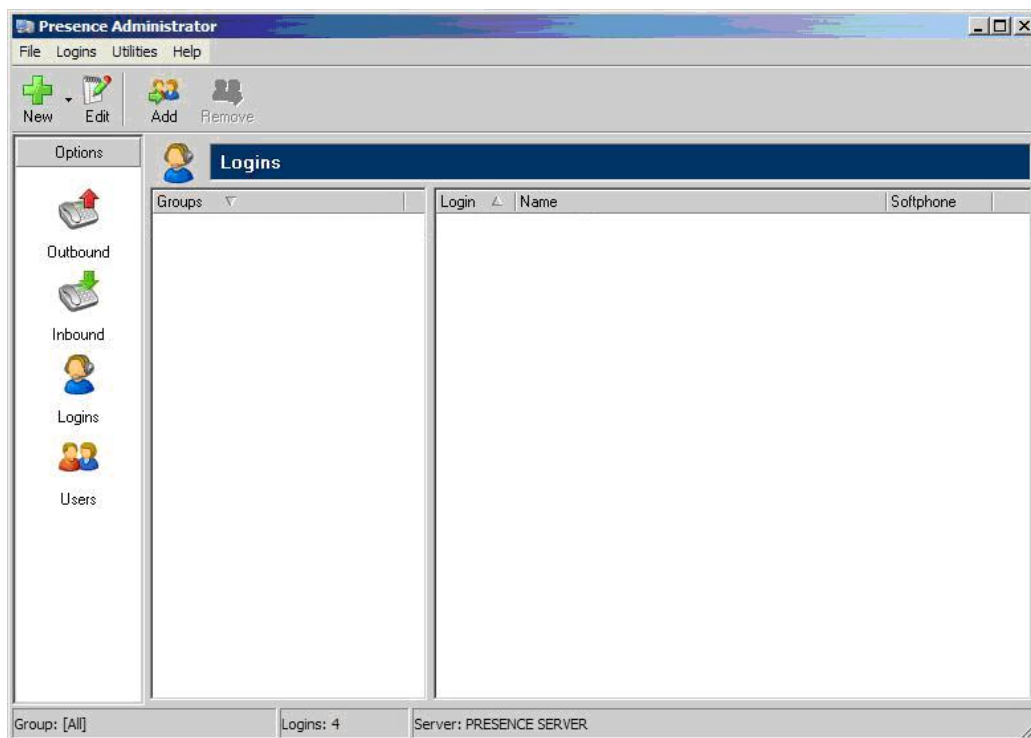 Presence Administrator
File Logins Utilities Help
New Edit Add Remove
Options
Logins
Groups
Login Name Softphone
Outbound
Inbound
Logins
Users
Group: [All] Logins: 4 Server: PRESENCE SERVER